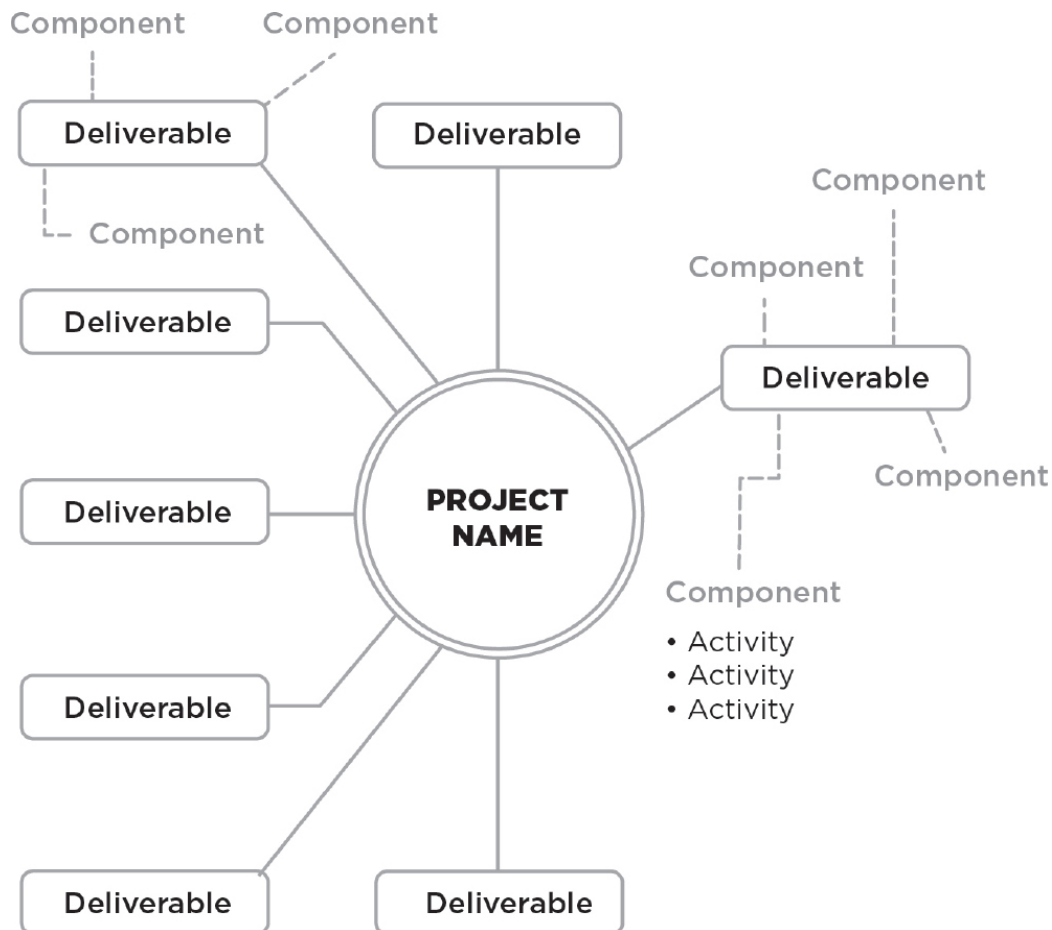 Component
Component
Deliverable
Deliverable
Component
Component
Component
Deliverable
Deliverable
Component
Deliverable
PROJECT
NAME
Component
• Activity
• Activity
• Activity
Deliverable
Deliverable
Deliverable